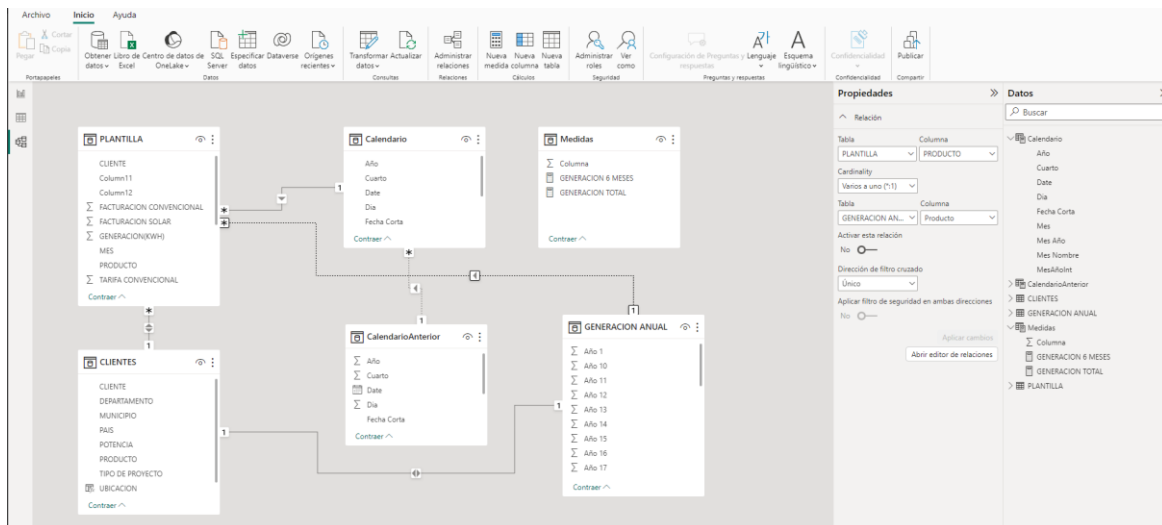 Archivo Inicio Ayuda
Pegar
Cortar
Copie
Portapapeles
Obtener datos
Libro de Excel
Centro de datos de OneLake
SQL Server
Especificar datos
Dataverse
Orígenes recientes
Datos
Transformar datos
Actualizar
Consultas
Administrar relaciones
Relaciones
Nueva medida
Nueva columna
Nueva tabla
Cálculos
Administrar roles
Ver como
Seguridad
Configuración de Preguntas y respuestas
Lenguaje
Esquema lingüístico
Preguntas y respuestas
Confidencialidad
Confidencialidad
Publicar
Compartir
PLANTILLA
CLIENTE
Column11
Column12
FACTURACION CONVENCIONAL
FACTURACION SOLAR
GENERACION(KWH)
MES
PRODUCTO
TARIFA CONVENCIONAL
Contraer
Calendario
Año
Cuarto
Date
Dia
Fecha Corta
Contraer
Medidas
Columna
GENERACION 6 MESES
GENERACION TOTAL
Contraer
CLIENTES
CLIENTE
DEPARTAMENTO
MUNICIPIO
PAIS
POTENCIA
PRODUCTO
TIPO DE PROYECTO
UBICACION
Contraer
CalendarioAnterior
Año
Cuarto
Date
Dia
Fecha Corta
Contraer
GENERACION ANUAL
Año 1
Año 10
Año 11
Año 12
Año 13
Año 14
Año 15
Año 16
Año 17
Contraer
1
*
*
*
1
*
1
1
1
1
Propiedades
Relación
Tabla Columna
PLANTILLA PRODUCTO
Cardinality
Varios a uno (*:1)
Tabla Columna
GENERACION AN... Producto
Activar esta relación
No
Dirección de filtro cruzado
Único
Aplicar filtro de seguridad en ambas direcciones
No
Aplicar cambios
Abrir editor de relaciones
Datos
Buscar
Calendario
Año
Cuarto
Date
Dia
Fecha Corta
Mes
Mes Año
Mes Nombre
MesAñoInt
CalendarioAnterior
CLIENTES
GENERACION ANUAL
Medidas
Columna
GENERACION 6 MESES
GENERACION TOTAL
PLANTILLA